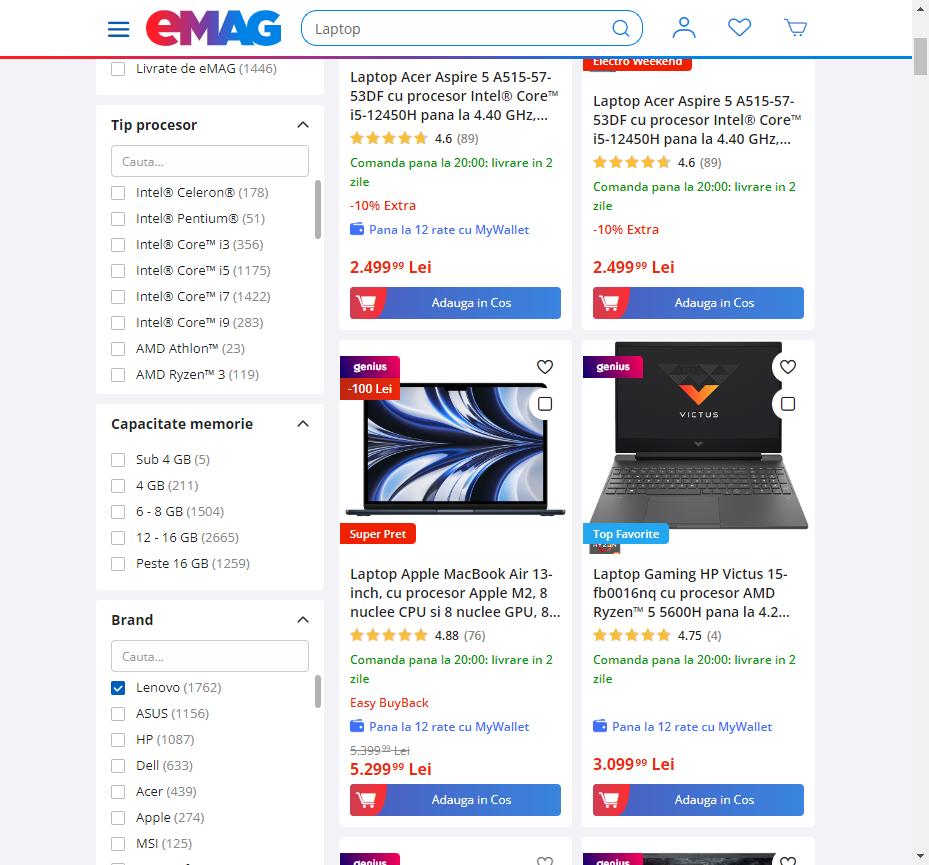 eMAG
Laptop
Livrate de eMAG (1446)
Tip procesor
Cauta...
Intel® Celeron® (178)
Intel® Pentium® (51)
Intel® Core™ i3 (356)
Intel® Core™ i5 (1175)
Intel® Core™ i7 (1422)
Intel® Core™ i9 (283)
AMD Athlon™ (23)
AMD Ryzen™ 3 (119)
Capacitate memorie
Sub 4 GB (5)
4 GB (211)
6 - 8 GB (1504)
12 - 16 GB (2665)
Peste 16 GB (1259)
Brand
Cauta...
Lenovo (1762)
ASUS (1156)
HP (1087)
Dell (633)
Acer (439)
Apple (274)
MSI (125)
Laptop Acer Aspire 5 A515-57-
53DF cu procesor Intel® Core™
i5-12450H pana la 4.40 GHz,...
4.6 (89)
Comanda pana la 20:00: livrare in 2
zile
-10% Extra
Pana la 12 rate cu MyWallet
2.499⁹⁹ Lei
Adauga in Cos
Electro Weekend
Laptop Acer Aspire 5 A515-57-
53DF cu procesor Intel® Core™
i5-12450H pana la 4.40 GHz,...
4.6 (89)
Comanda pana la 20:00: livrare in 2
zile
-10% Extra
2.499⁹⁹ Lei
Adauga in Cos
genius
-100 Lei
Super Pret
Laptop Apple MacBook Air 13-
inch, cu procesor Apple M2, 8
nuclee CPU si 8 nuclee GPU, 8...
4.88 (76)
Comanda pana la 20:00: livrare in 2
zile
Easy BuyBack
Pana la 12 rate cu MyWallet
5.399⁹⁹ Lei
5.299⁹⁹ Lei
Adauga in Cos
genius
VICTUS
Top Favorite
RYZEN
Laptop Gaming HP Victus 15-
fb0016nq cu procesor AMD
Ryzen™ 5 5600H pana la 4.2...
4.75 (4)
Comanda pana la 20:00: livrare in 2
zile
Pana la 12 rate cu MyWallet
3.099⁹⁹ Lei
Adauga in Cos
genius
genius